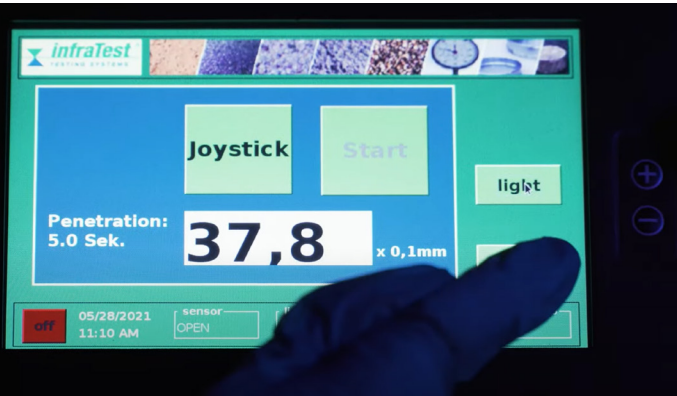 infraTest
TESTING SYSTEMS
Joystick
Start
light
Penetration:
5.0 Sek.
37,8
x 0,1mm
off
05/28/2021
11:10 AM
sensor
OPEN